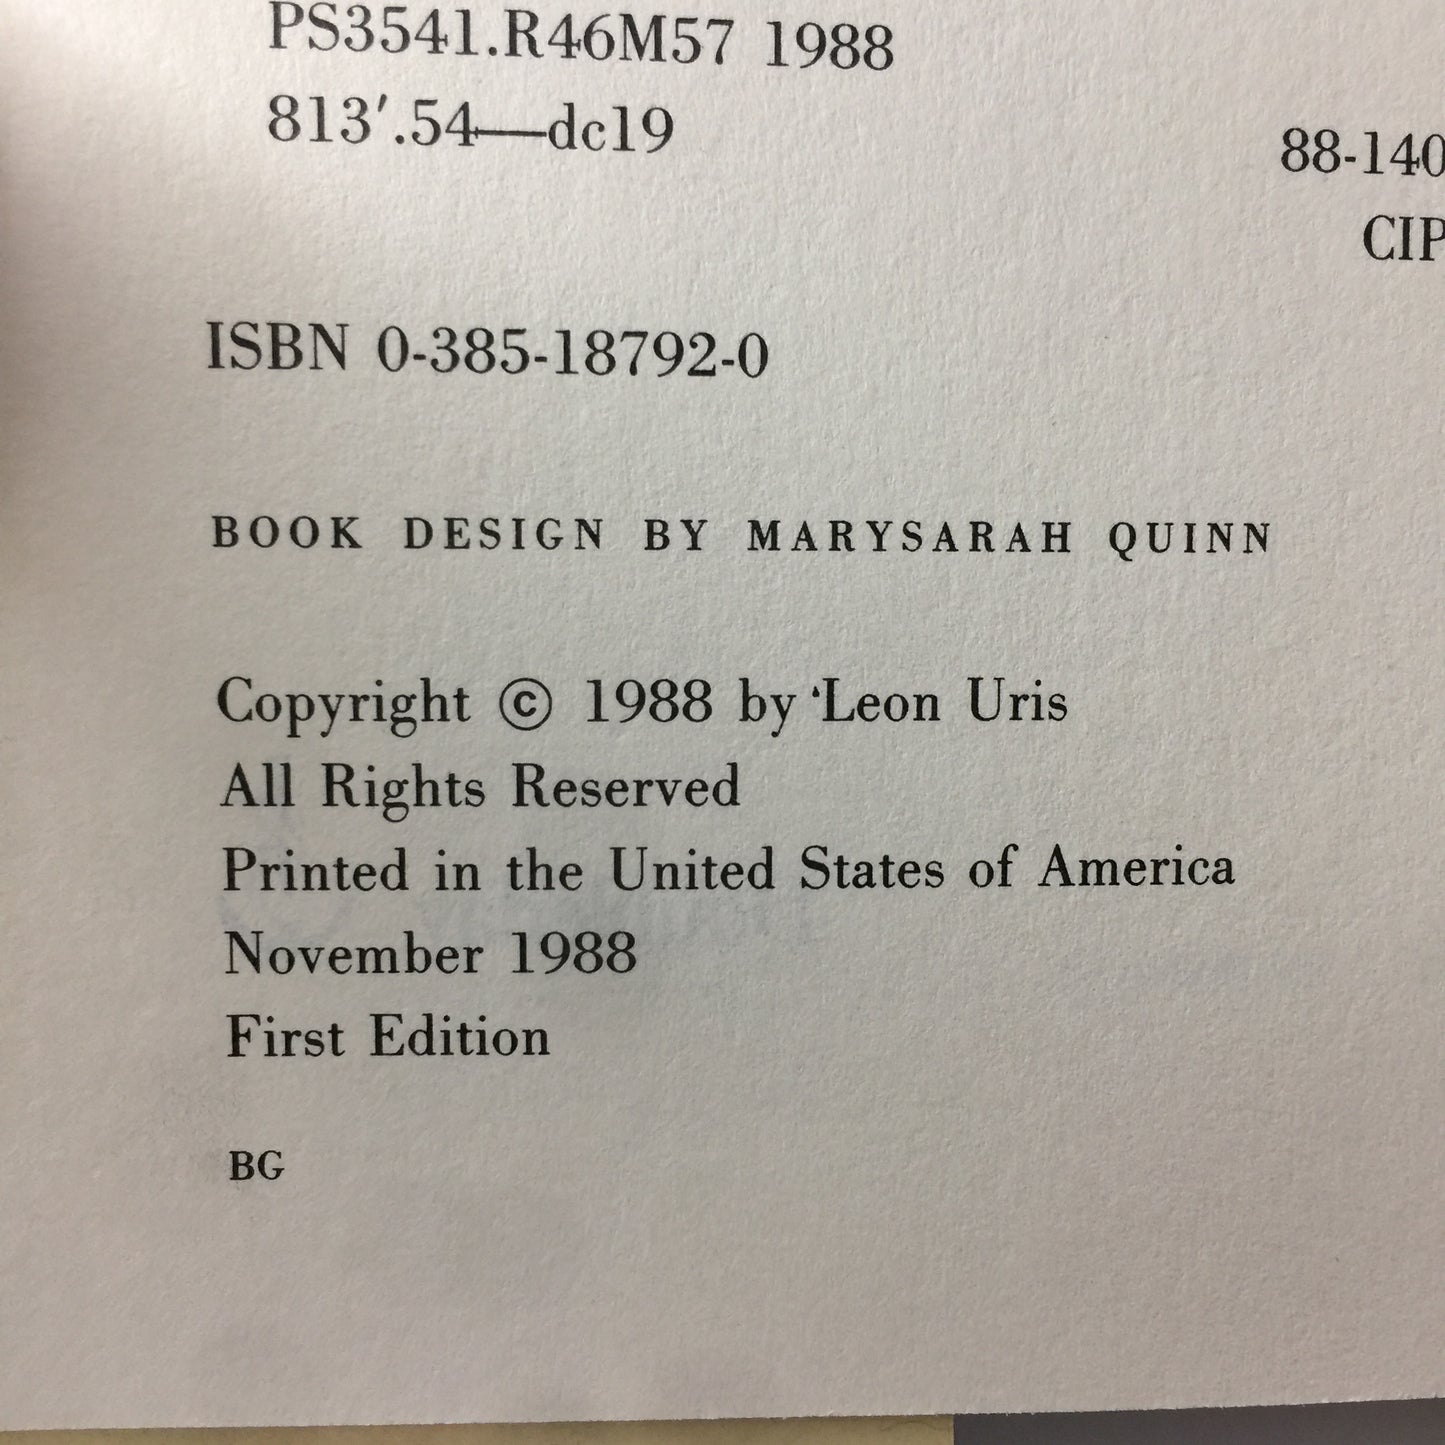 PS3541.R46M57 1988
813′.54—dc19
88-140
CIP
ISBN 0-385-18792-0
BOOK DESIGN BY MARYSARAH QUINN
Copyright © 1988 by ‘Leon Uris
All Rights Reserved
Printed in the United States of America
November 1988
First Edition
BG